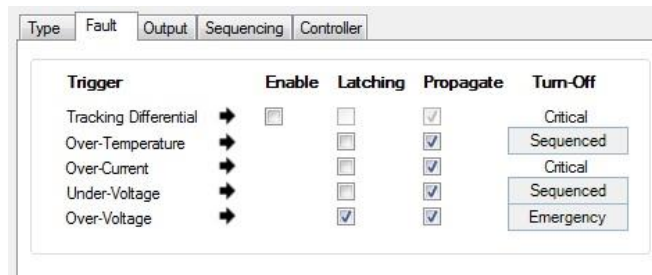 Type Fault Output Sequencing Controller
Trigger Enable Latching Propagate Turn-Off
Tracking Differential Critical
Over-Temperature Sequenced
Over-Current Critical
Under-Voltage Sequenced
Over-Voltage Emergency